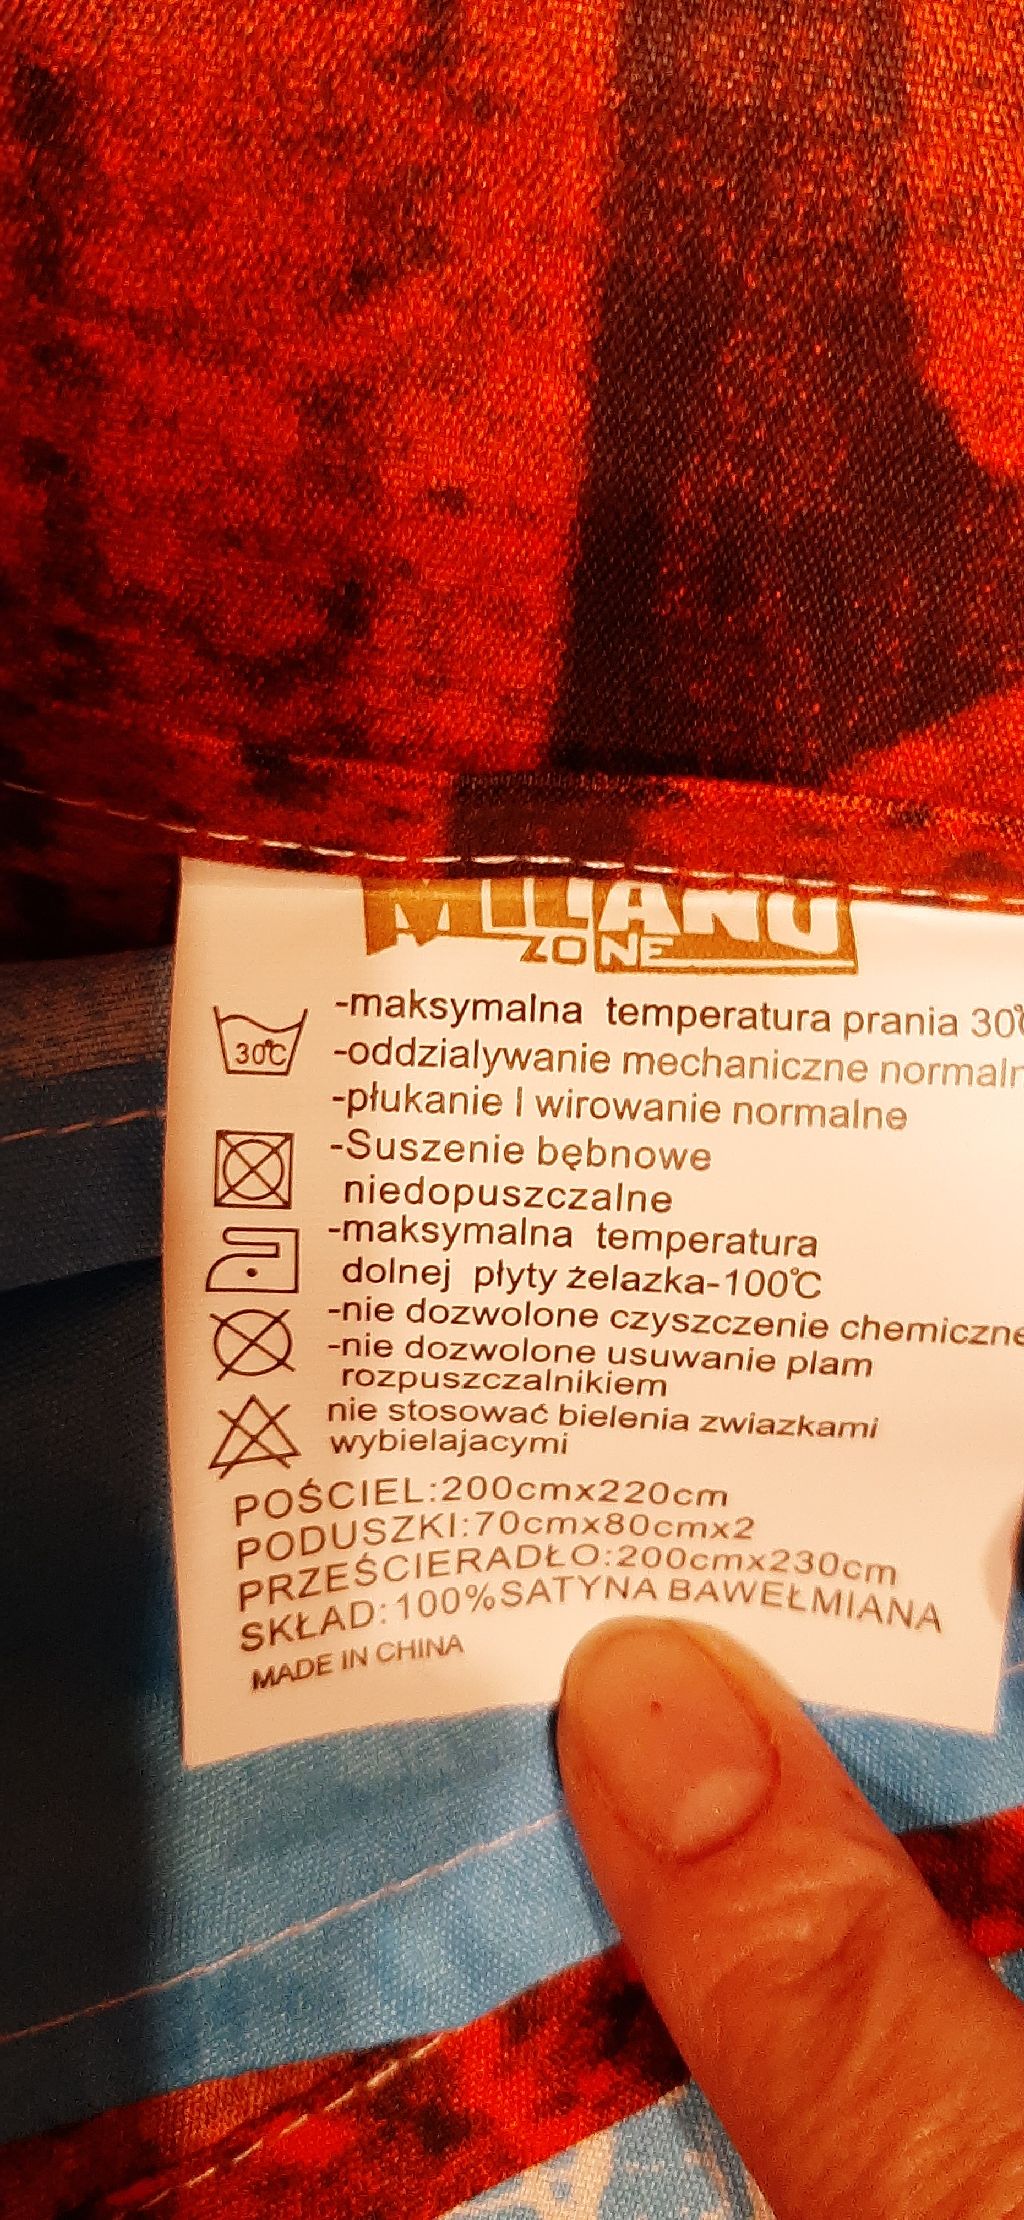 MILANO
ZONE
-maksymalna temperatura prania 30°
30℃
-oddzialywanie mechaniczne normaln
-płukanie I wirowanie normalne
-Suszenie bębnowe
niedopuszczalne
-maksymalna temperatura
dolnej płyty żelazka-100℃
-nie dozwolone czyszczenie chemiczne
-nie dozwolone usuwanie plam
rozpuszczalnikiem
nie stosować bielenia zwiazkami
wybielajacymi
POŚCIEL:200cmx220cm
PODUSZKI:70cmx80cmx2
PRZEŚCIERADŁO:200cmx230cm
SKŁAD:100%SATYNA BAWEŁMIANA
MADE IN CHINA